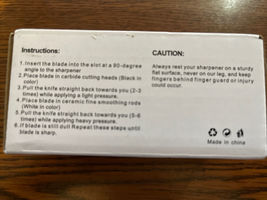 Instructions:
1.Insert the blade into the slot at a 90-degree
angle to the sharpener
2.Place blade in carbide cutting heads (Black in
color)
3.Pull the knife straight back towards you (2-3
times) while applying a light pressure.
4.Place blade in ceramic fine smoothing rods
(White in color)
5.Pull the knife straight back towards you (5-6
times) while applying heavy pressure.
6.If blade is still dull Repeat these steps until
blade is sharp.
CAUTION:
Always rest your sharpener on a sturdy
flat surface, never on our leg, and keep
fingers behind finger guard or injury
could occur.
Made in china